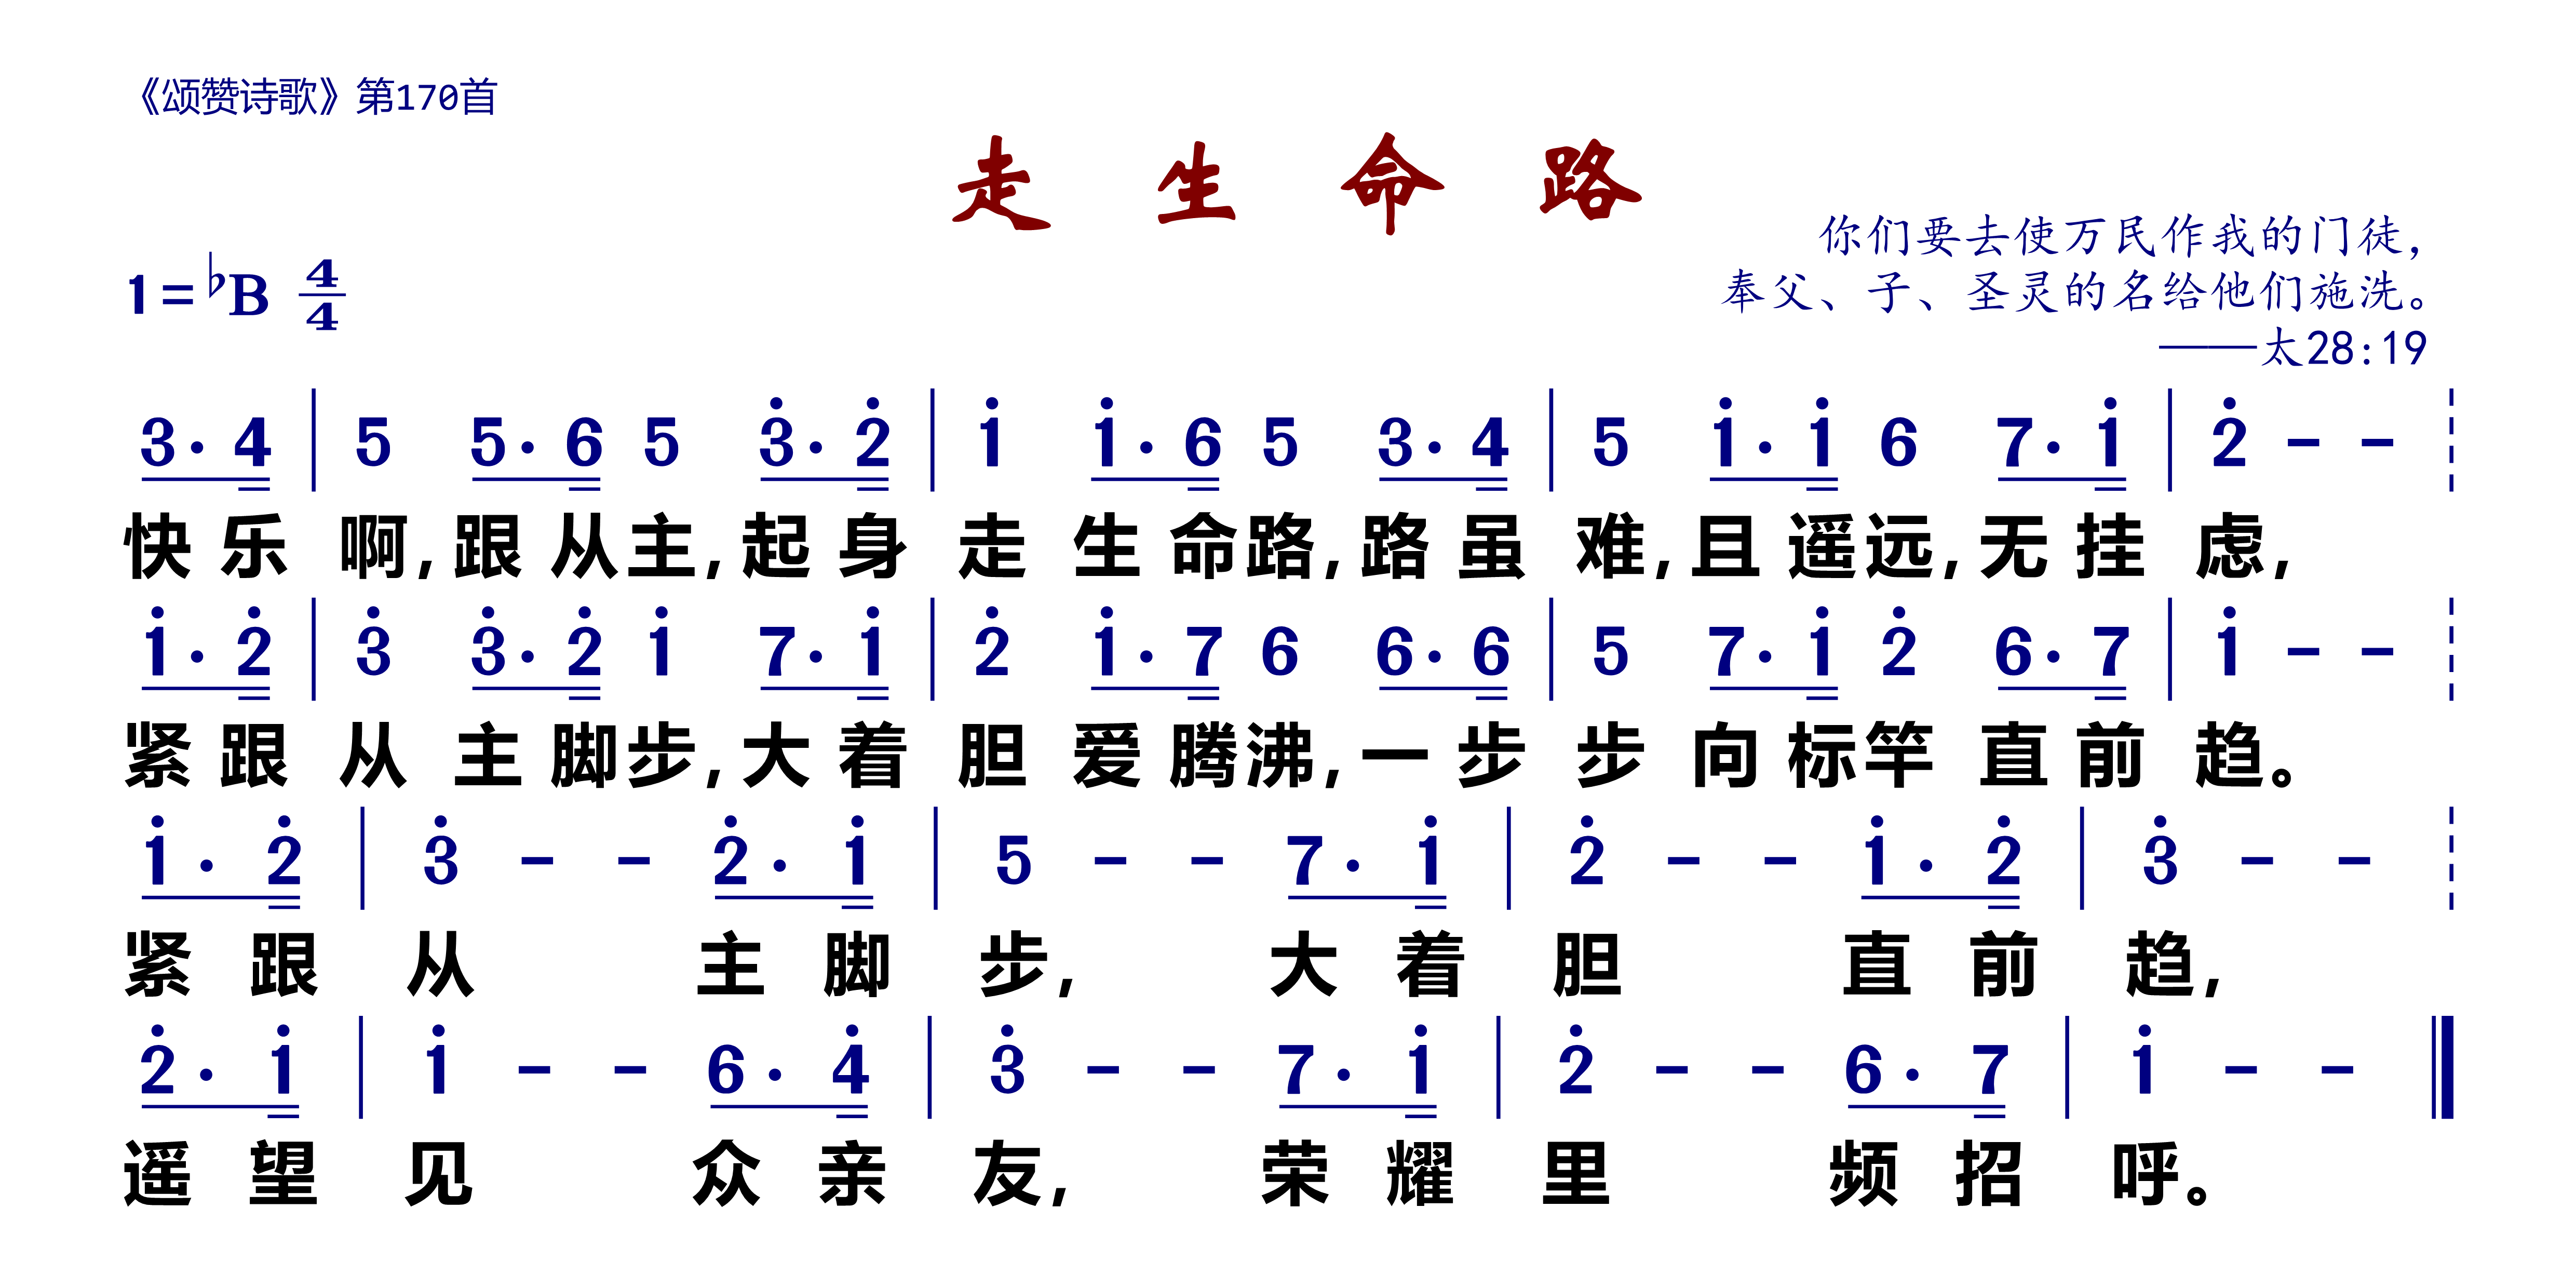 《颂赞诗歌》第170首
走生命路
你们要去使万民作我的门徒，
奉父、子、圣灵的名给他们施洗。
——太28:19
1=♭B 4/4
3· 4 | 5 5· 6 5 3̇· 2̇ | 1̇ 1̇· 6 5 3· 4 | 5 1̇· 1̇ 6 7· 1̇ | 2̇ - - ¦
快乐啊,跟从主,起身走生命路,路虽难,且遥远,无挂虑,
1̇· 2̇ | 3̇ 3̇· 2̇ 1̇ 7· 1̇ | 2̇ 1̇· 7 6 6· 6 | 5 7· 1̇ 2̇ 6· 7 | 1̇ - - ¦
紧跟从主脚步,大着胆爱腾沸,一步步向标竿直前趋。
1̇· 2̇ | 3̇ - - 2̇· 1̇ | 5 - - 7· 1̇ | 2̇ - - 1̇· 2̇ | 3̇ - - ¦
紧跟从主脚步,大着胆直前趋,
2̇· 1̇ | 1̇ - - 6· 4̇ | 3̇ - - 7· 1̇ | 2̇ - - 6· 7 | 1̇ - - ‖
遥望见众亲友,荣耀里频招呼。